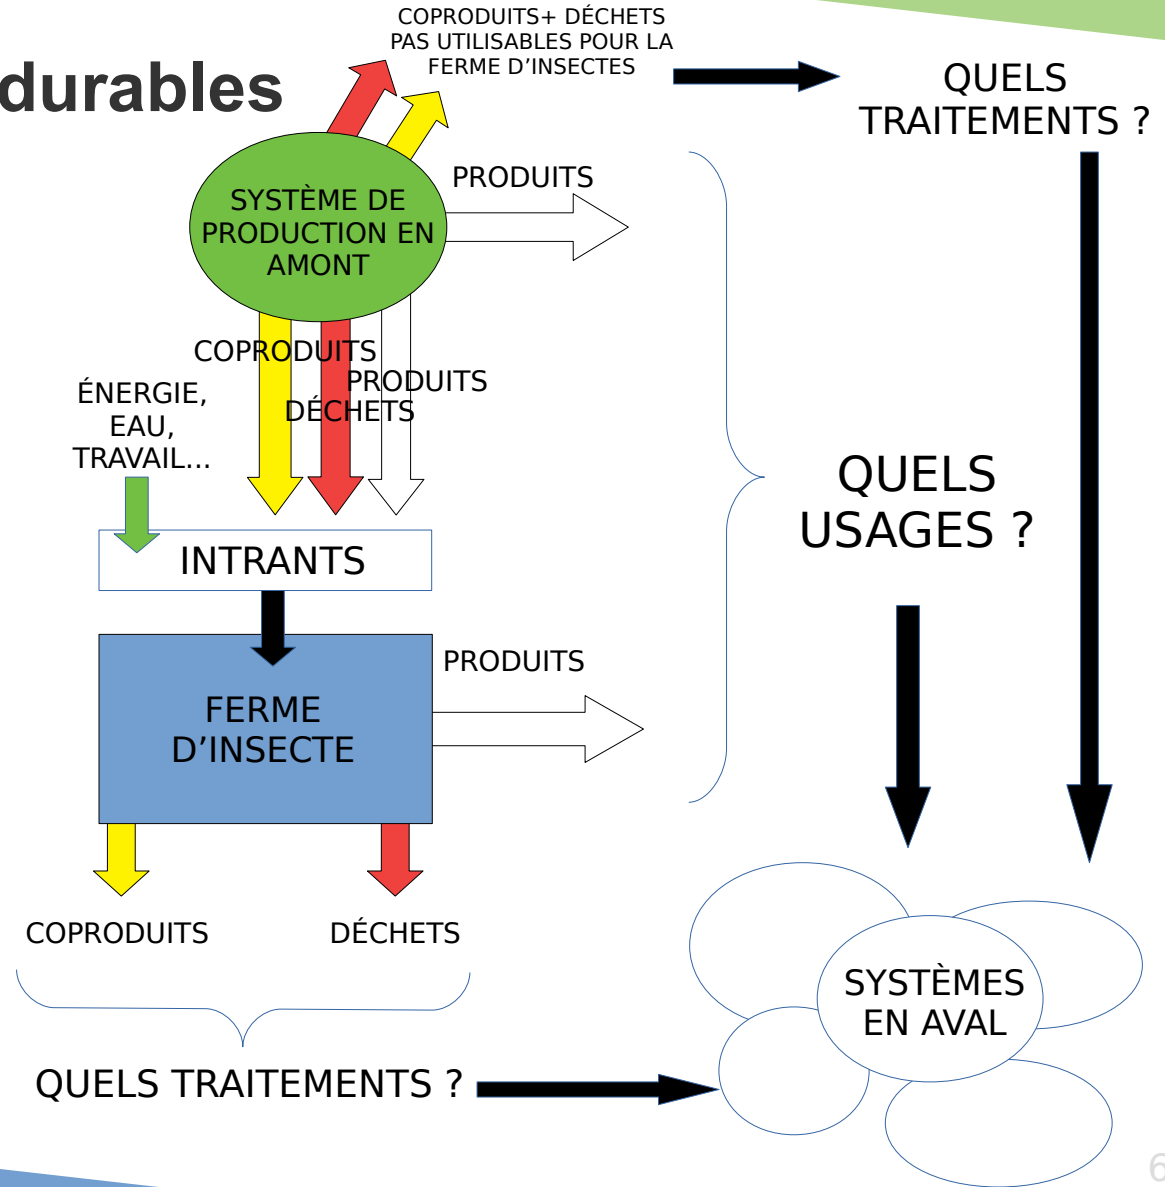 COPRODUITS+ DÉCHETS
PAS UTILISABLES POUR LA
FERME D’INSECTES
durables
QUELS
TRAITEMENTS ?
PRODUITS
SYSTÈME DE
PRODUCTION EN
AMONT
COPRODUITS
PRODUITS
DÉCHETS
ÉNERGIE,
EAU,
TRAVAIL...
QUELS
USAGES ?
INTRANTS
PRODUITS
FERME
D’INSECTE
COPRODUITS
DÉCHETS
SYSTÈMES
EN AVAL
QUELS TRAITEMENTS ?
6